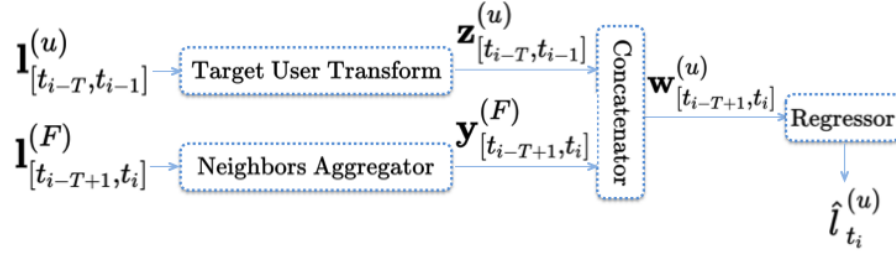 l^{(u)}_{[t_{i-T},t_{i-1}]}
Target User Transform
z^{(u)}_{[t_{i-T},t_{i-1}]}
l^{(F)}_{[t_{i-T+1},t_i]}
Neighbors Aggregator
y^{(F)}_{[t_{i-T+1},t_i]}
Concatenator
w^{(u)}_{[t_{i-T+1},t_i]}
Regressor
\hat{l}^{(u)}_{t_i}